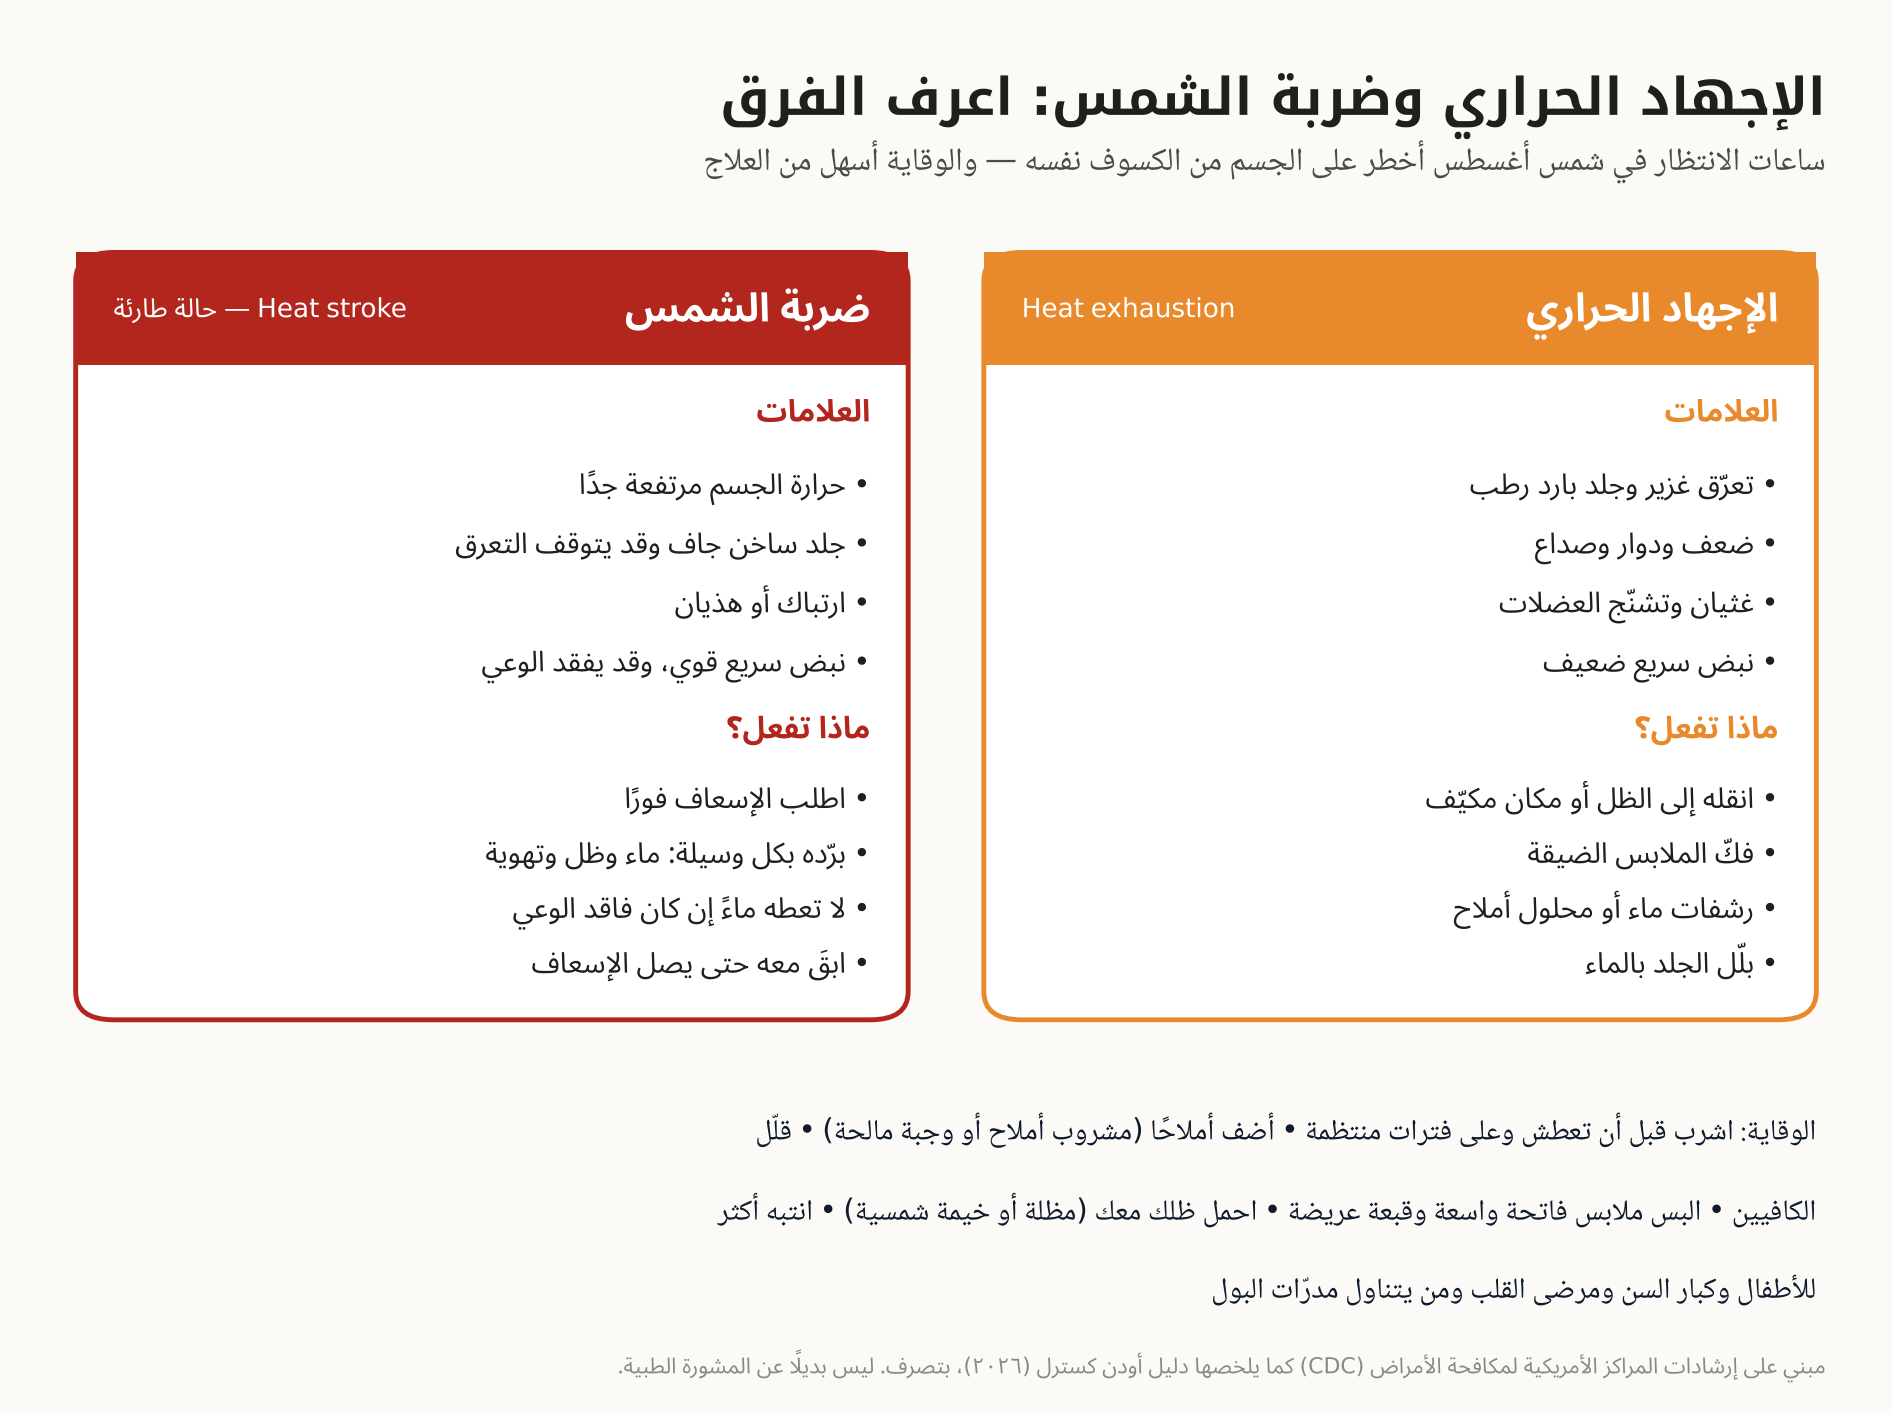 الإجهاد الحراري وضربة الشمس: اعرف الفرق
ساعات الانتظار في شمس أغسطس أخطر على الجسم من الكسوف نفسه — والوقاية أسهل من العلاج
الإجهاد الحراري
Heat exhaustion
العلامات
• تعرّق غزير وجلد بارد رطب
• ضعف ودوار وصداع
• غثيان وتشنّج العضلات
• نبض سريع ضعيف
ماذا تفعل؟
• انقله إلى الظل أو مكان مكيّف
• فكّ الملابس الضيقة
• رشفات ماء أو محلول أملاح
• بلّل الجلد بالماء
ضربة الشمس
Heat stroke — حالة طارئة
العلامات
• حرارة الجسم مرتفعة جدًا
• جلد ساخن جاف وقد يتوقف التعرق
• ارتباك أو هذيان
• نبض سريع قوي، وقد يفقد الوعي
ماذا تفعل؟
• اطلب الإسعاف فورًا
• برّده بكل وسيلة: ماء وظل وتهوية
• لا تعطه ماءً إن كان فاقد الوعي
• ابقَ معه حتى يصل الإسعاف
الوقاية: اشرب قبل أن تعطش وعلى فترات منتظمة • أضف أملاحًا (مشروب أملاح أو وجبة مالحة) • قلّل
الكافيين • البس ملابس فاتحة واسعة وقبعة عريضة • احمل ظلك معك (مظلة أو خيمة شمسية) • انتبه أكثر
للأطفال وكبار السن ومرضى القلب ومن يتناول مدرّات البول
مبني على إرشادات المراكز الأمريكية لمكافحة الأمراض (CDC) كما يلخصها دليل أودن كسترل (٢٠٢٦)، بتصرف. ليس بديلًا عن المشورة الطبية.